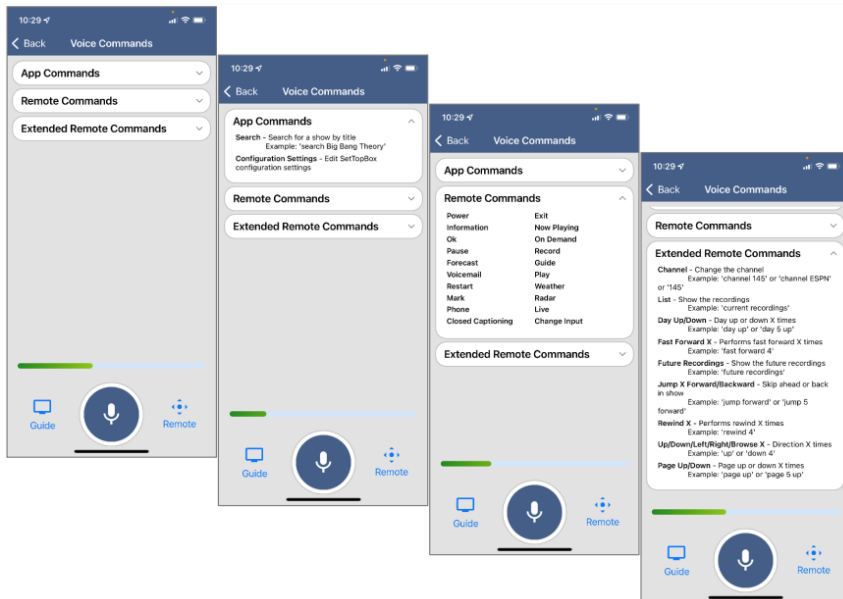 10:29
Back Voice Commands
App Commands
Remote Commands
Extended Remote Commands
Guide
Remote
10:29
Back Voice Commands
App Commands
Search - Search for a show by title
Example: 'search Big Bang Theory'
Configuration Settings - Edit SetTopBox
configuration settings
Remote Commands
Extended Remote Commands
Guide
Remote
10:29
Back Voice Commands
App Commands
Remote Commands
Power Exit
Information Now Playing
Ok On Demand
Pause Record
Forecast Guide
Voicemail Play
Restart Weather
Mark Radar
Phone Live
Closed Captioning Change Input
Extended Remote Commands
Guide
Remote
10:29
Back Voice Commands
Remote Commands
Extended Remote Commands
Channel - Change the channel
Example: 'channel 145' or 'channel ESPN'
or '145'
List - Show the recordings
Example: 'current recordings'
Day Up/Down - Day up or down X times
Example: 'day up' or 'day 5 up'
Fast Forward X - Performs fast forward X times
Example: 'fast forward 4'
Future Recordings - Show the future recordings
Example: 'future recordings'
Jump X Forward/Backward - Skip ahead or back
in show
Example: 'jump forward' or 'jump 5
forward'
Rewind X - Performs rewind X times
Example: 'rewind 4'
Up/Down/Left/Right/Browse X - Direction X times
Example: 'up' or 'down 4'
Page Up/Down - Page up or down X times
Example: 'page up' or 'page 5 up'
Guide
Remote